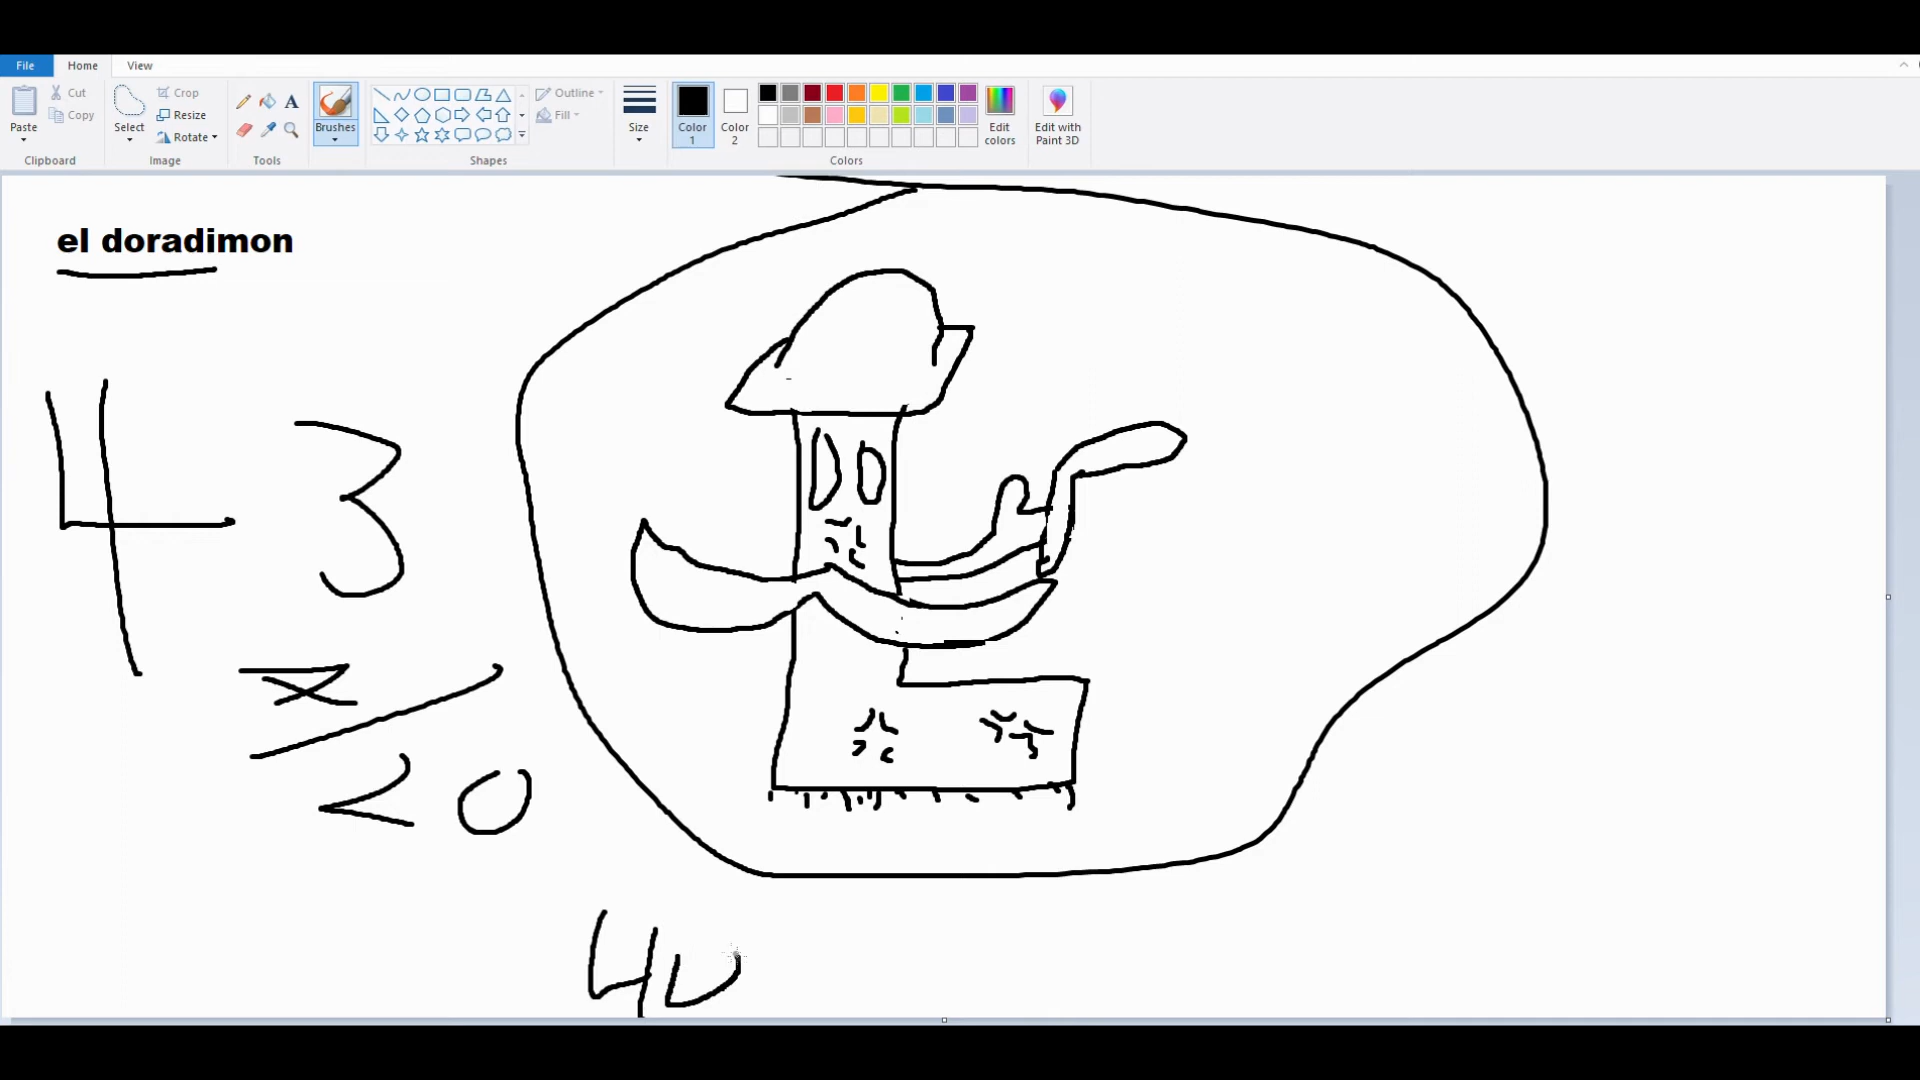 File Home View
Cut
Copy
Paste
Clipboard
Crop
Resize
Rotate
Select
Image
Tools
Brushes
Outline
Fill
Shapes
Size
Color 1
Color 2
Colors
Edit colors
Edit with Paint 3D
el doradimon
4 3
<0